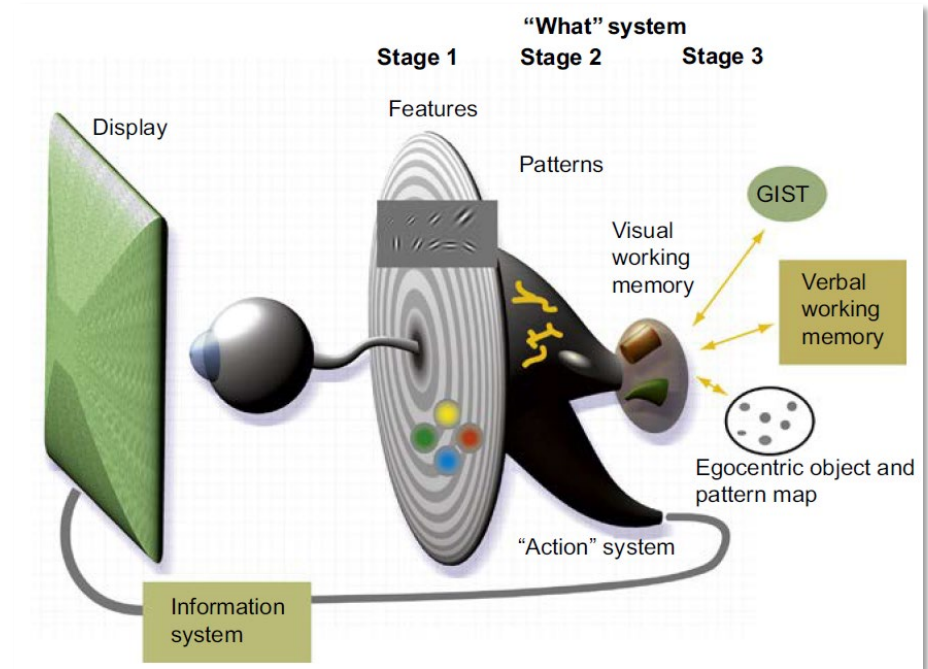 “What” system
Stage 1
Stage 2
Stage 3
Features
Display
Patterns
GIST
Visual
working
memory
Verbal
working
memory
Egocentric object and
pattern map
“Action” system
Information
system